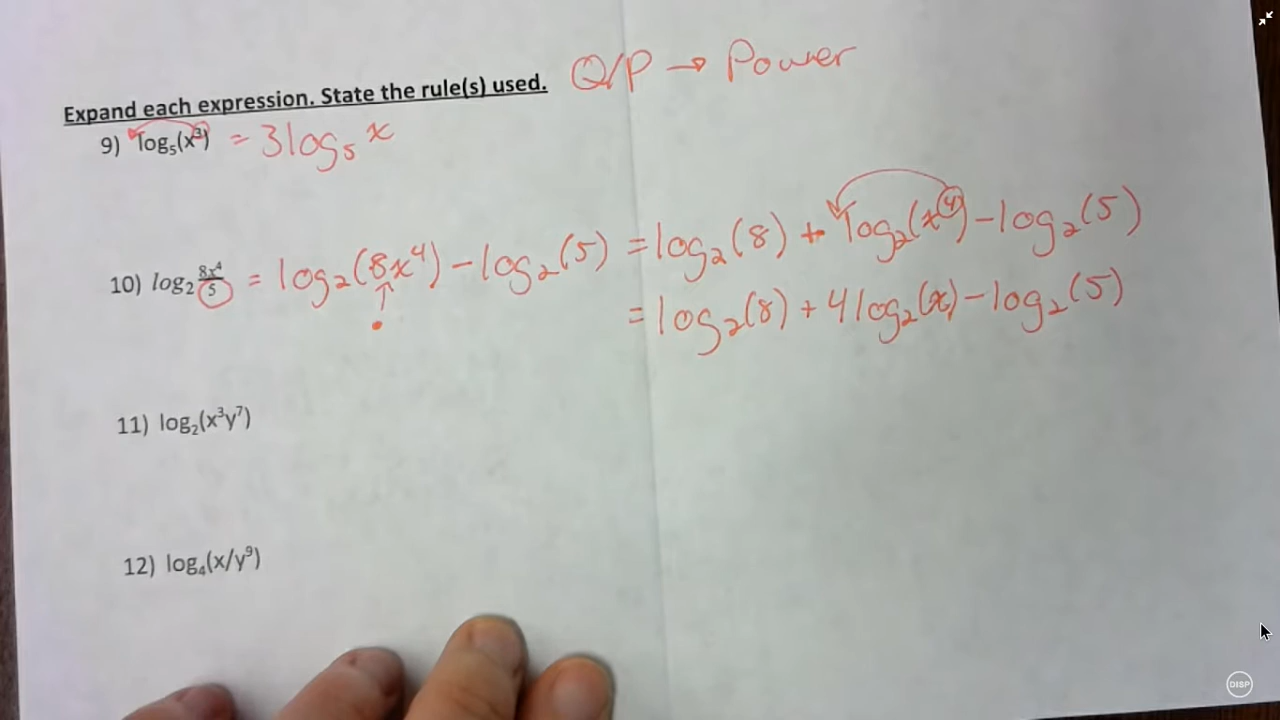 Expand each expression. State the rule(s) used. Q/P → Power
9) log₅(x³) = 3log₅ x
10) log₂ 8x⁴/5 = log₂(8x⁴) – log₂(5) = log₂(8) + log₂(x⁴) – log₂(5)
= log₂(8) + 4log₂(x) – log₂(5)
11) log₂(x³y⁷)
12) log₄(x/y⁹)
DISP